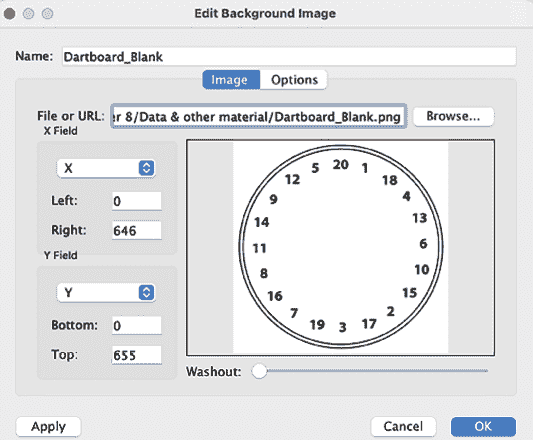 Edit Background Image
Name: Dartboard_Blank
Image Options
File or URL: er 8/Data & other material/Dartboard_Blank.png Browse...
X Field
X
Left: 0
Right: 646
Y Field
Y
Bottom: 0
Top: 655
20
1
18
4
13
6
10
15
2
17
3
19
7
16
8
11
14
9
12
5
Washout:
Apply Cancel OK